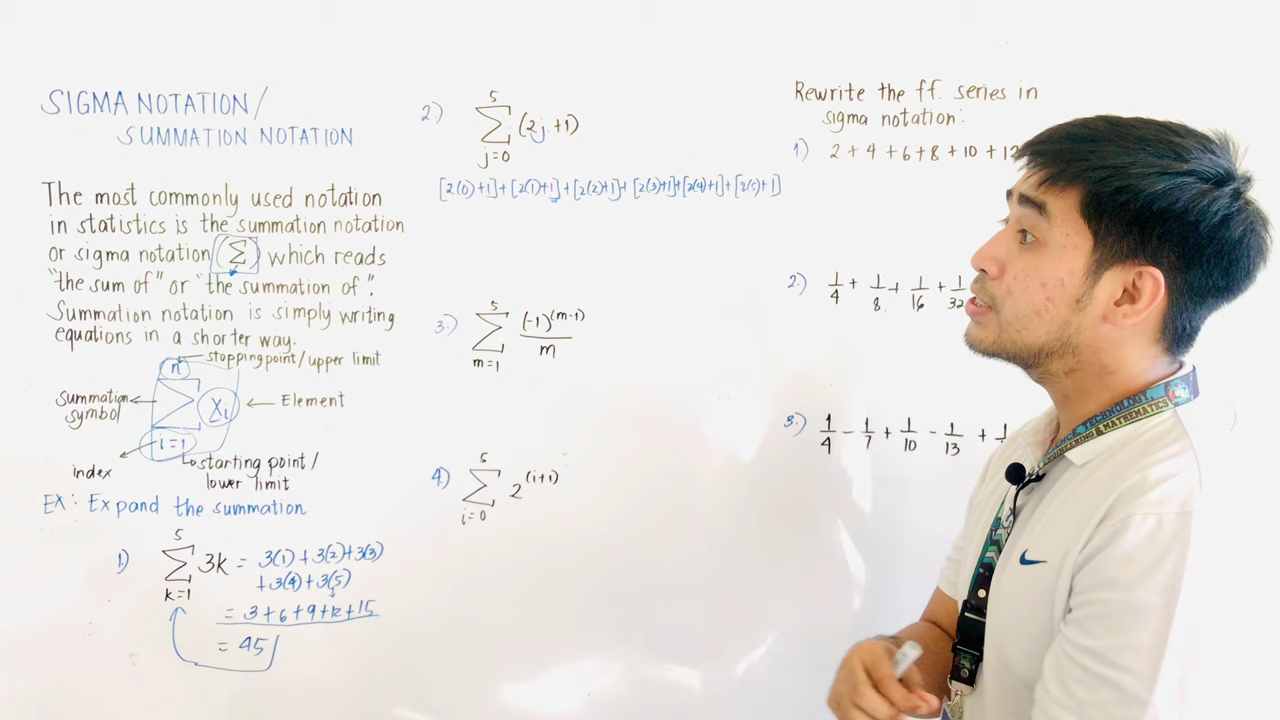 SIGMA NOTATION/
SUMMATION NOTATION
The most commonly used notation
in statistics is the summation notation
or sigma notation (Σ) which reads
"the sum of" or "the summation of".
Summation notation is simply writing
equations in a shorter way.
n ← stopping point / upper limit
Summation symbol ← Σ Xi ← Element
i=1
index
starting point /
lower limit
EX: Expand the summation
1.) 5 Σ k=1 3k = 3(1) + 3(2) + 3(3)
+ 3(4) + 3(5)
= 3 + 6 + 9 + 12 + 15
= 45
2.) 5 Σ j=0 (2j + 1)
[2(0)+1] + [2(1)+1] + [2(2)+1] + [2(3)+1] + [2(4)+1] + [2(5)+1]
3.) 5 Σ m=1 (-1)^(m-1) / m
4.) 5 Σ i=0 2^(i+1)
Rewrite the ff. series in
sigma notation:
1.) 2 + 4 + 6 + 8 + 10 + 12
2.) 1/4 + 1/8 + 1/16 + 1/32
3.) 1/4 - 1/7 + 1/10 - 1/13 + 1
SCIENCE, TECHNOLOGY,
ENGINEERING & MATHEMATICS